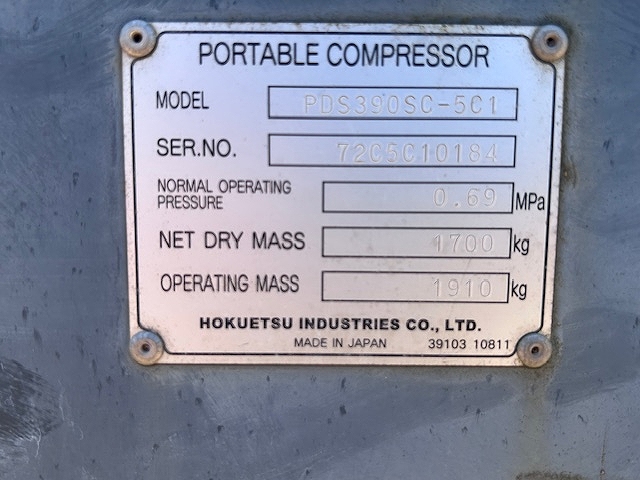 PORTABLE COMPRESSOR
MODEL PDS390SC-5C1
SER.NO. 72C5C10184
NORMAL OPERATING
PRESSURE 0.69 MPa
NET DRY MASS 1700 kg
OPERATING MASS 1910 kg
HOKUETSU INDUSTRIES CO., LTD.
MADE IN JAPAN 39103 10811